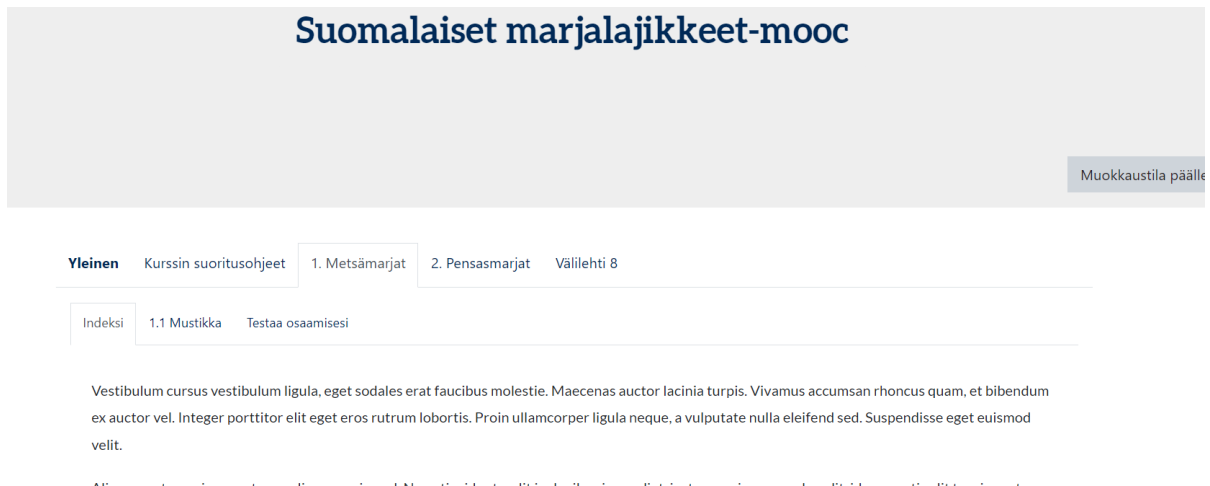 Suomalaiset marjalajikkeet-mooc
Muokkaustila päälle
Yleinen Kurssin suoritusohjeet 1. Metsämarjat 2. Pensasmarjat Välilehti 8
Indeksi 1.1 Mustikka Testaa osaamisesi
Vestibulum cursus vestibulum ligula, eget sodales erat faucibus molestie. Maecenas auctor lacinia turpis. Vivamus accumsan rhoncus quam, et bibendum
ex auctor vel. Integer porttitor elit eget eros rutrum lobortis. Proin ullamcorper ligula neque, a vulputate nulla eleifend sed. Suspendisse eget euismod
velit.